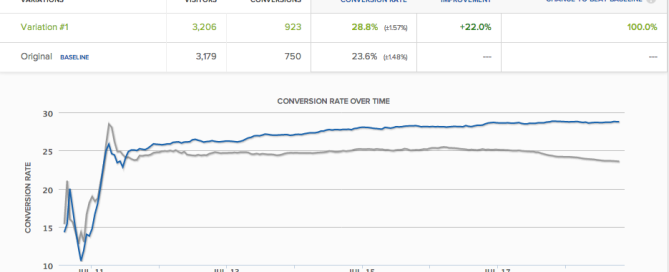 VARIATIONS VISITORS CONVERSIONS CONVERSION RATE IMPROVEMENT CHANCE TO BEAT BASELINE
Variation #1 3,206 923 28.8% (±1.57%) +22.0% 100.0%
Original BASELINE 3,179 750 23.6% (±1.48%) --- ---
CONVERSION RATE OVER TIME
CONVERSION RATE
30
25
20
15
10
JUL 11 JUL 13 JUL 15 JUL 17